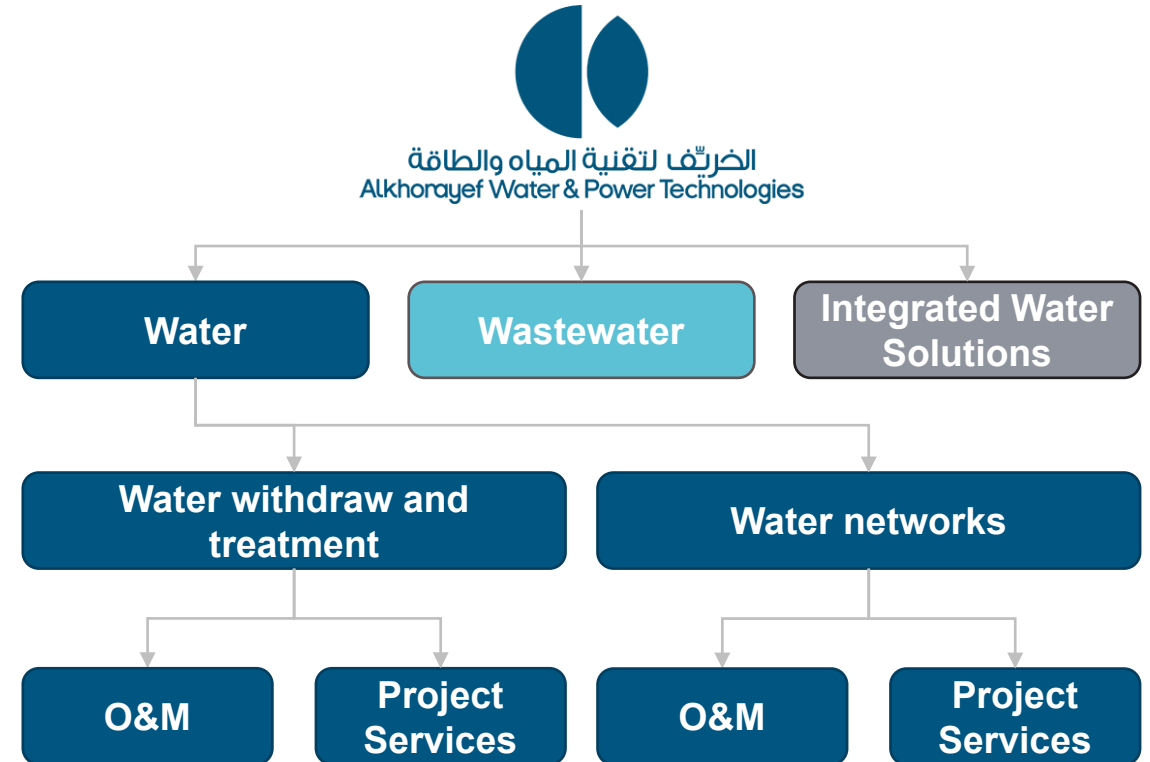 الخريّف لتقنية المياه والطاقة
Alkhorayef Water & Power Technologies
Water
Wastewater
Integrated Water
Solutions
Water withdraw and
treatment
Water networks
O&M
Project
Services
O&M
Project
Services